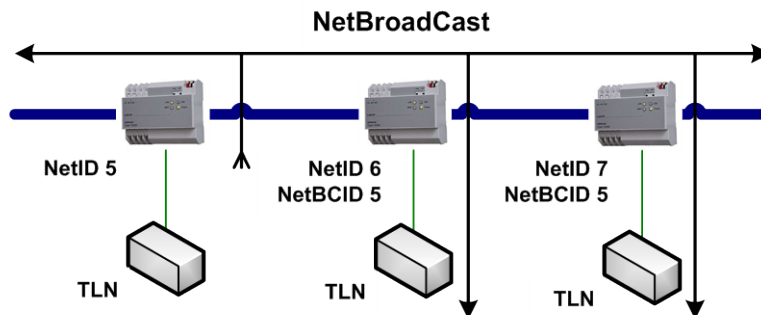 NetBroadCast
NetID 5
NetID 6
NetBCID 5
NetID 7
NetBCID 5
TLN
TLN
TLN